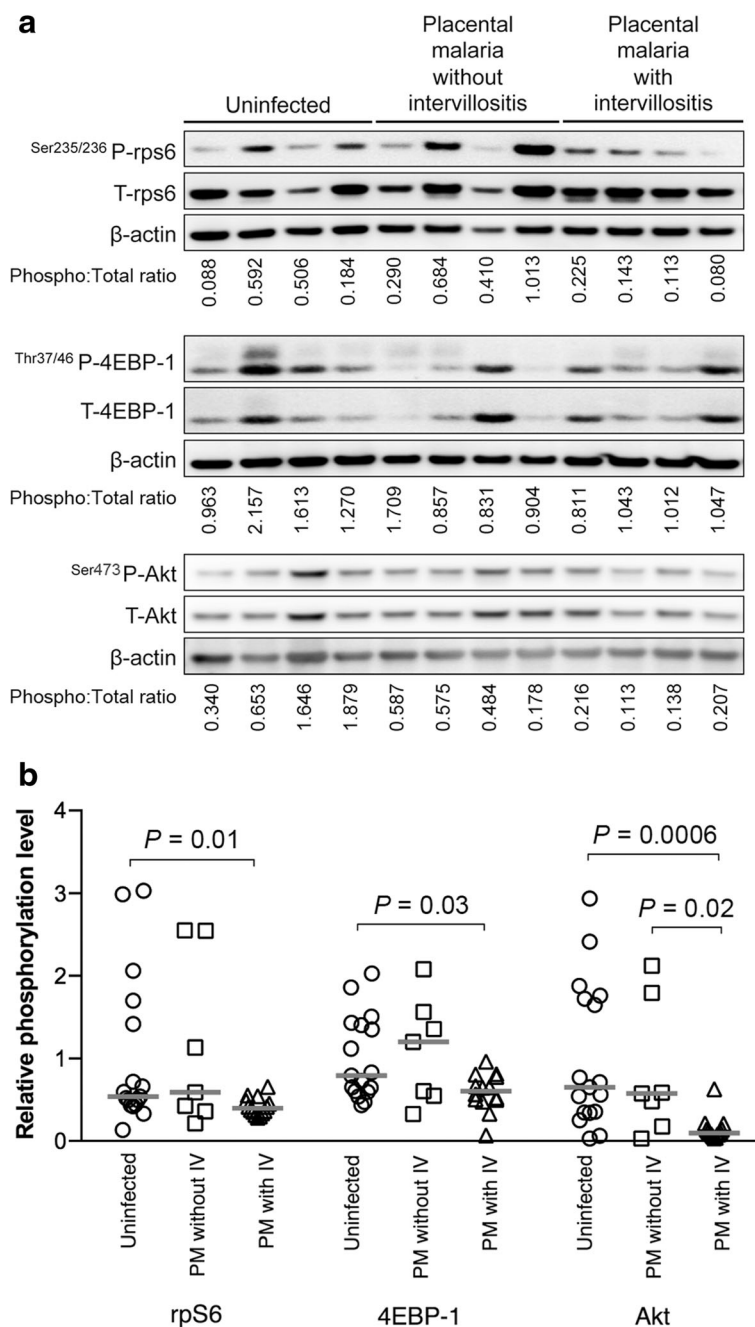 a
Placental malaria without intervillositis
Placental malaria with intervillositis
Uninfected
Ser235/236 P-rps6
T-rps6
β-actin
Phospho:Total ratio 0.088 0.592 0.506 0.184 0.290 0.684 0.410 1.013 0.225 0.143 0.113 0.080
Thr37/46 P-4EBP-1
T-4EBP-1
β-actin
Phospho:Total ratio 0.963 2.157 1.613 1.270 1.709 0.857 0.831 0.904 0.811 1.043 1.012 1.047
Ser473 P-Akt
T-Akt
β-actin
Phospho:Total ratio 0.340 0.653 1.646 1.879 0.587 0.575 0.484 0.178 0.216 0.113 0.138 0.207
b
Relative phosphorylation level
4
3
2
1
0
P = 0.01
P = 0.03
P = 0.0006
P = 0.02
Uninfected
PM without IV
PM with IV
Uninfected
PM without IV
PM with IV
Uninfected
PM without IV
PM with IV
rpS6
4EBP-1
Akt